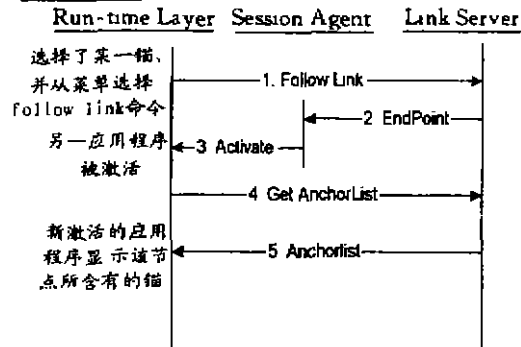 Run-time Layer Session Agent Link Server
选择了某一锚、
并从菜单选择
follow link命令
1. Follow Link
2 EndPoint
另一应用程序
被激活
3 Activate
4 Get AnchorList
新激活的应用
程序显示该节
点所含有的锚
5 Anchorlist